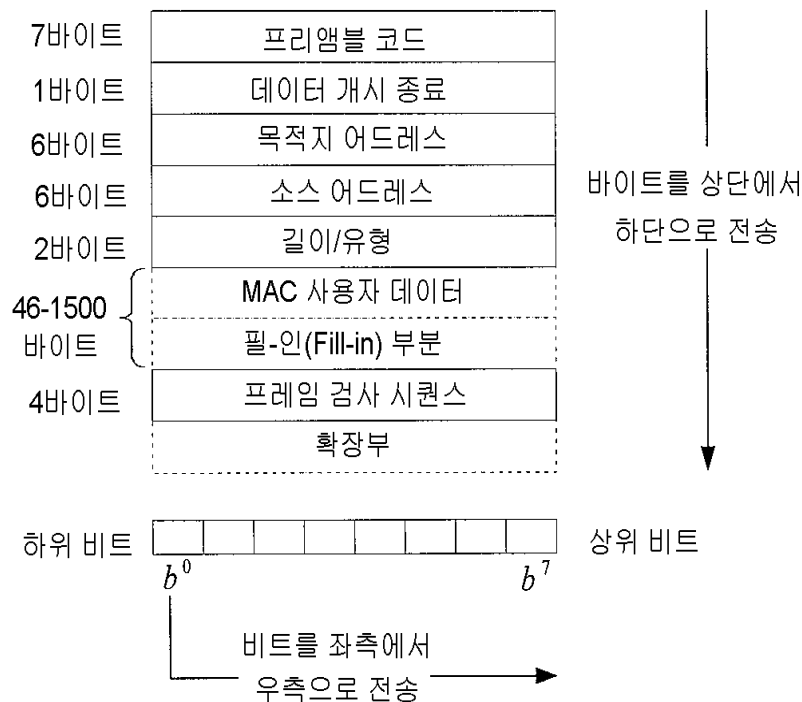 7바이트 프리앰블 코드
1바이트 데이터 개시 종료
6바이트 목적지 어드레스
6바이트 소스 어드레스
2바이트 길이/유형
46-1500
바이트
MAC 사용자 데이터
필-인(Fill-in) 부분
4바이트 프레임 검사 시퀀스
확장부
바이트를 상단에서
하단으로 전송
하위 비트
상위 비트
b⁰ b⁷
비트를 좌측에서
우측으로 전송